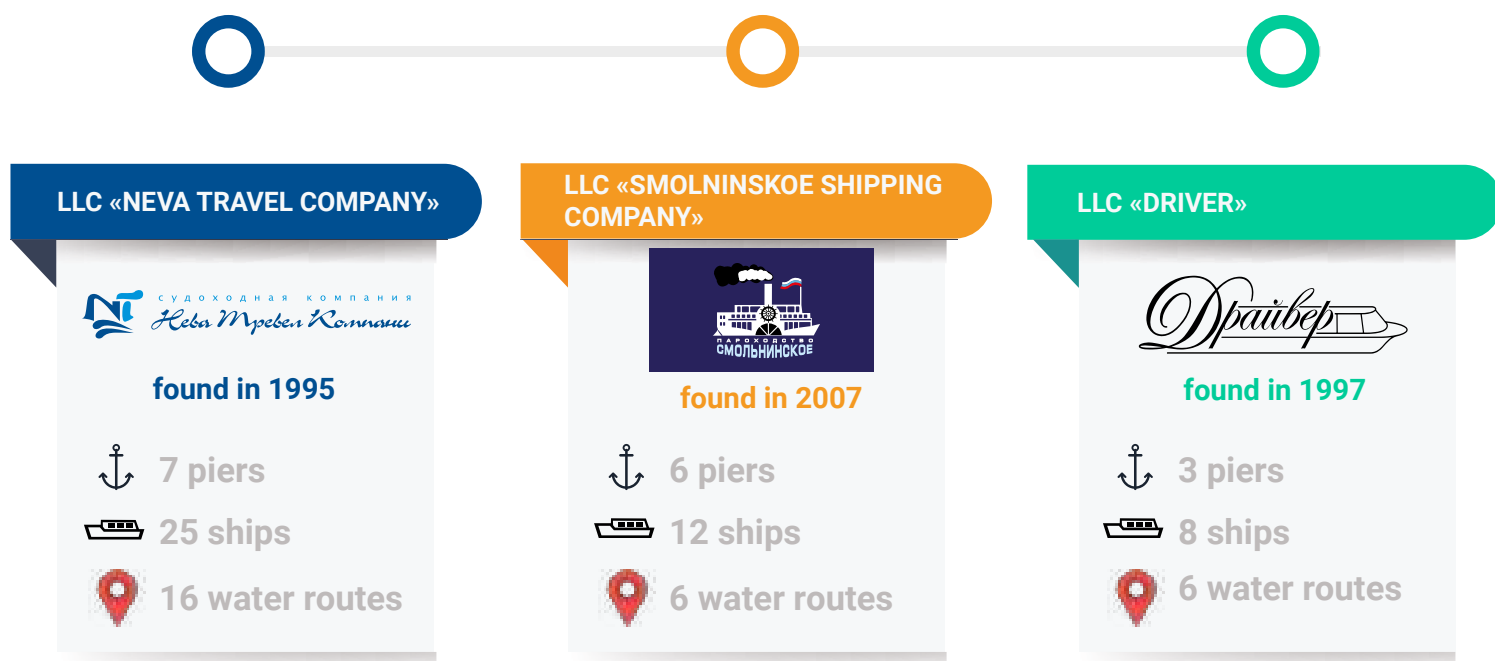 LLC «NEVA TRAVEL COMPANY»
судоходная компания
Нева Тревел Компани
found in 1995
7 piers
25 ships
16 water routes
LLC «SMOLNINSKOE SHIPPING
COMPANY»
ПАРОХОДСТВО
СМОЛЬНИНСКОЕ
found in 2007
6 piers
12 ships
6 water routes
LLC «DRIVER»
Драйвер
found in 1997
3 piers
8 ships
6 water routes